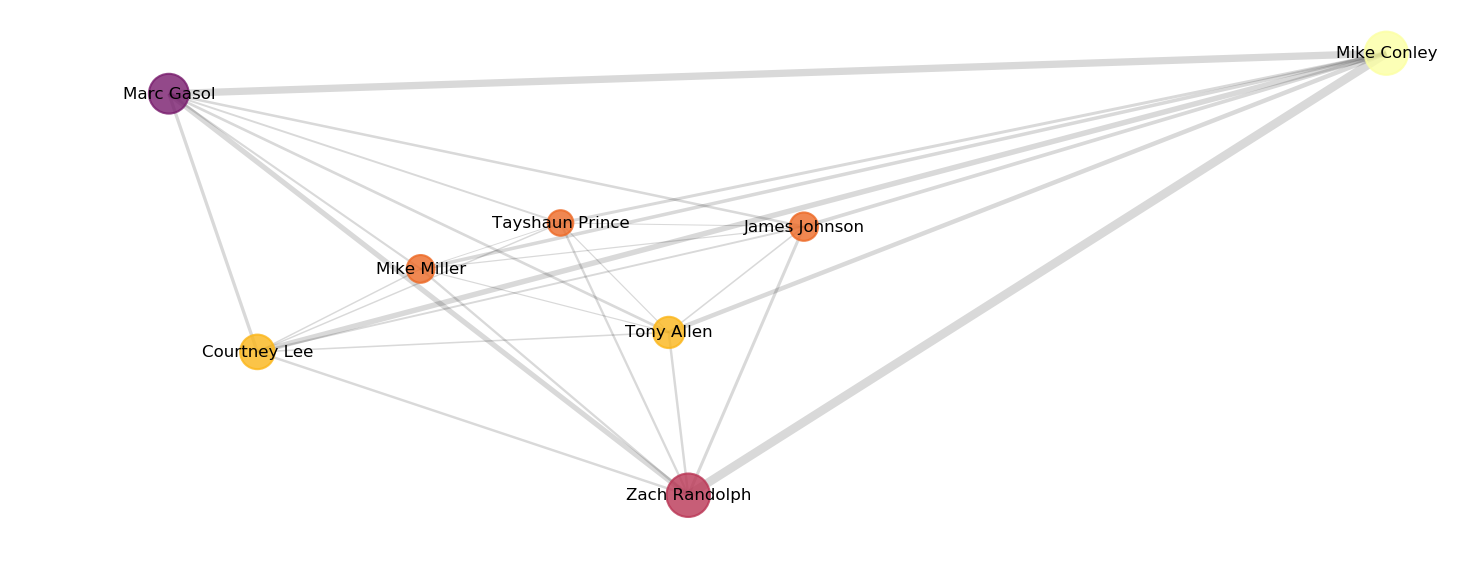 Mike Conley
Marc Gasol
Tayshaun Prince
James Johnson
Mike Miller
Tony Allen
Courtney Lee
Zach Randolph